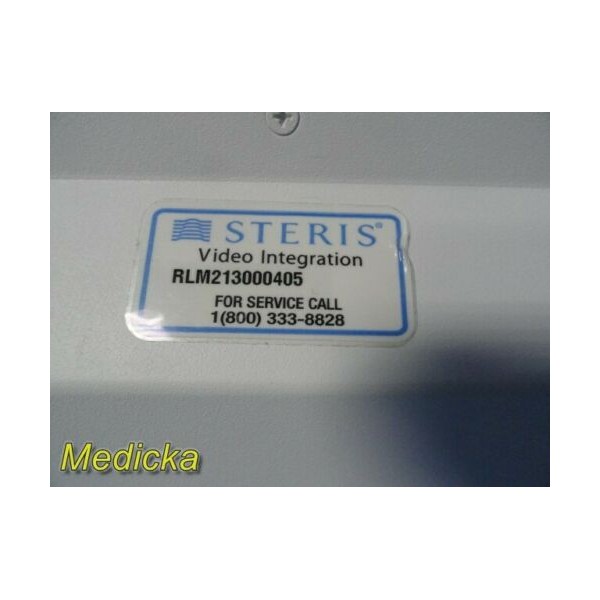 STERIS®
Video Integration
RLM213000405
FOR SERVICE CALL
1(800) 333-8828
Medicka